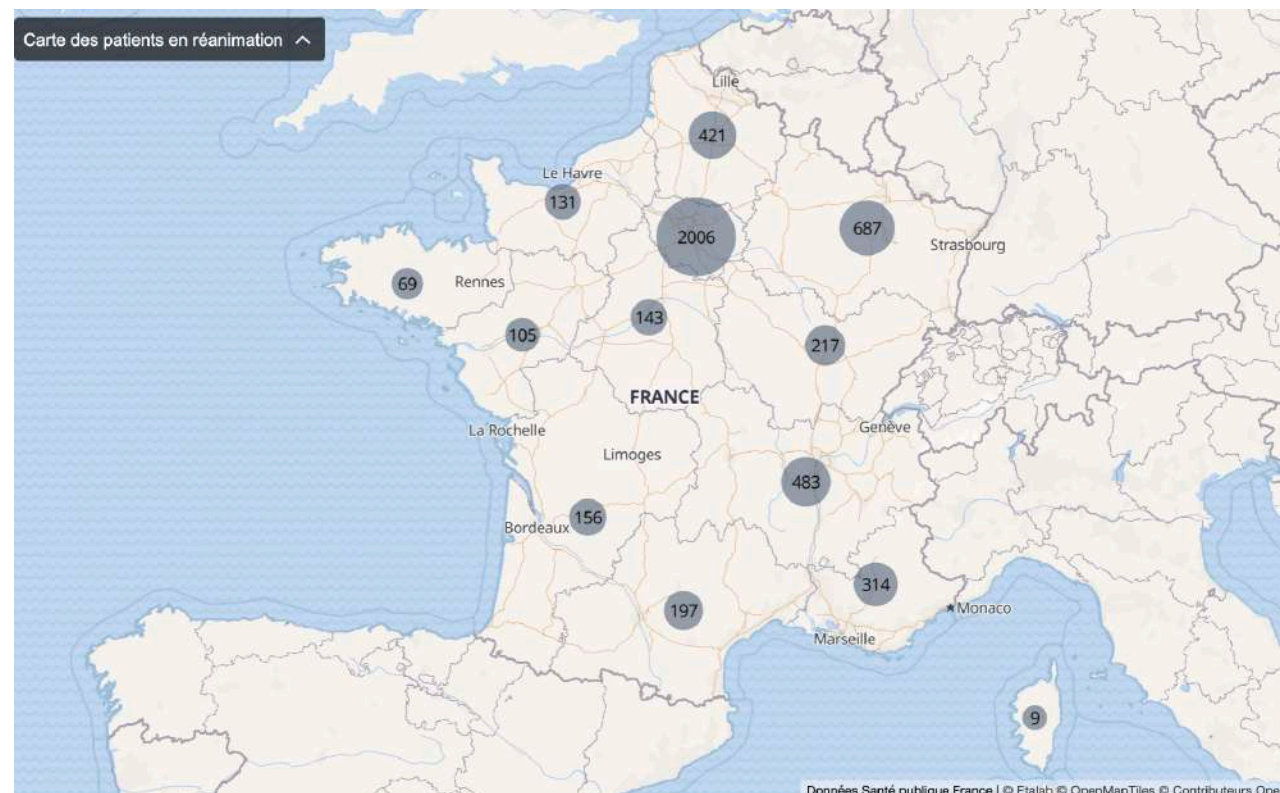 Carte des patients en réanimation
Lille
421
Le Havre
131
2006
687
Strasbourg
69
Rennes
105
143
217
FRANCE
La Rochelle
Genève
Limoges
483
156
Bordeaux
314
197
Monaco
Marseille
9
Données Santé publique France | © Etalab © OpenMapTiles © Contributeurs Ope